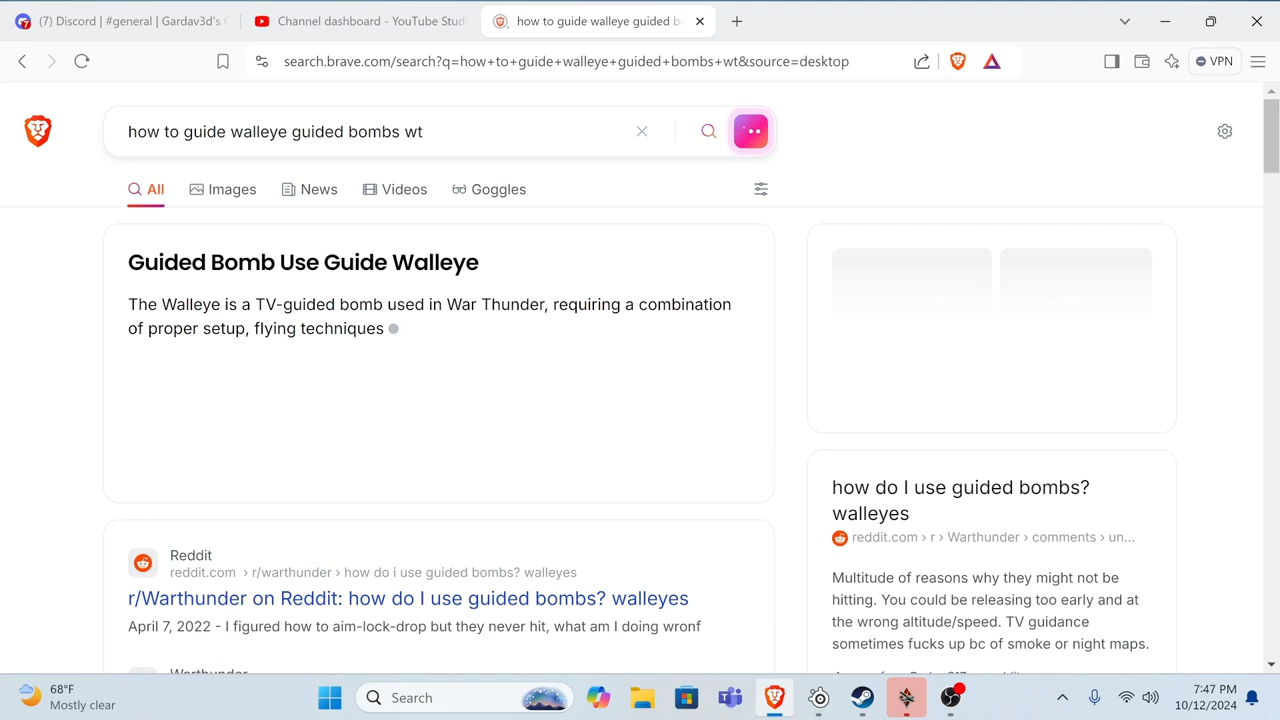 (7) Discord | #general | Gardav3d's
Channel dashboard - YouTube Stud
how to guide walleye guided b
search.brave.com/search?q=how+to+guide+walleye+guided+bombs+wt&source=desktop
VPN
how to guide walleye guided bombs wt
All
Images
News
Videos
Goggles
Guided Bomb Use Guide Walleye
The Walleye is a TV-guided bomb used in War Thunder, requiring a combination
of proper setup, flying techniques
Reddit
reddit.com › r/warthunder › how do i use guided bombs? walleyes
r/Warthunder on Reddit: how do I use guided bombs? walleyes
April 7, 2022 - I figured how to aim-lock-drop but they never hit, what am I doing wronf
how do I use guided bombs?
walleyes
reddit.com › r › Warthunder › comments › un...
Multitude of reasons why they might not be
hitting. You could be releasing too early and at
the wrong altitude/speed. TV guidance
sometimes fucks up bc of smoke or night maps.
68°F
Mostly clear
Search
7:47 PM
10/12/2024